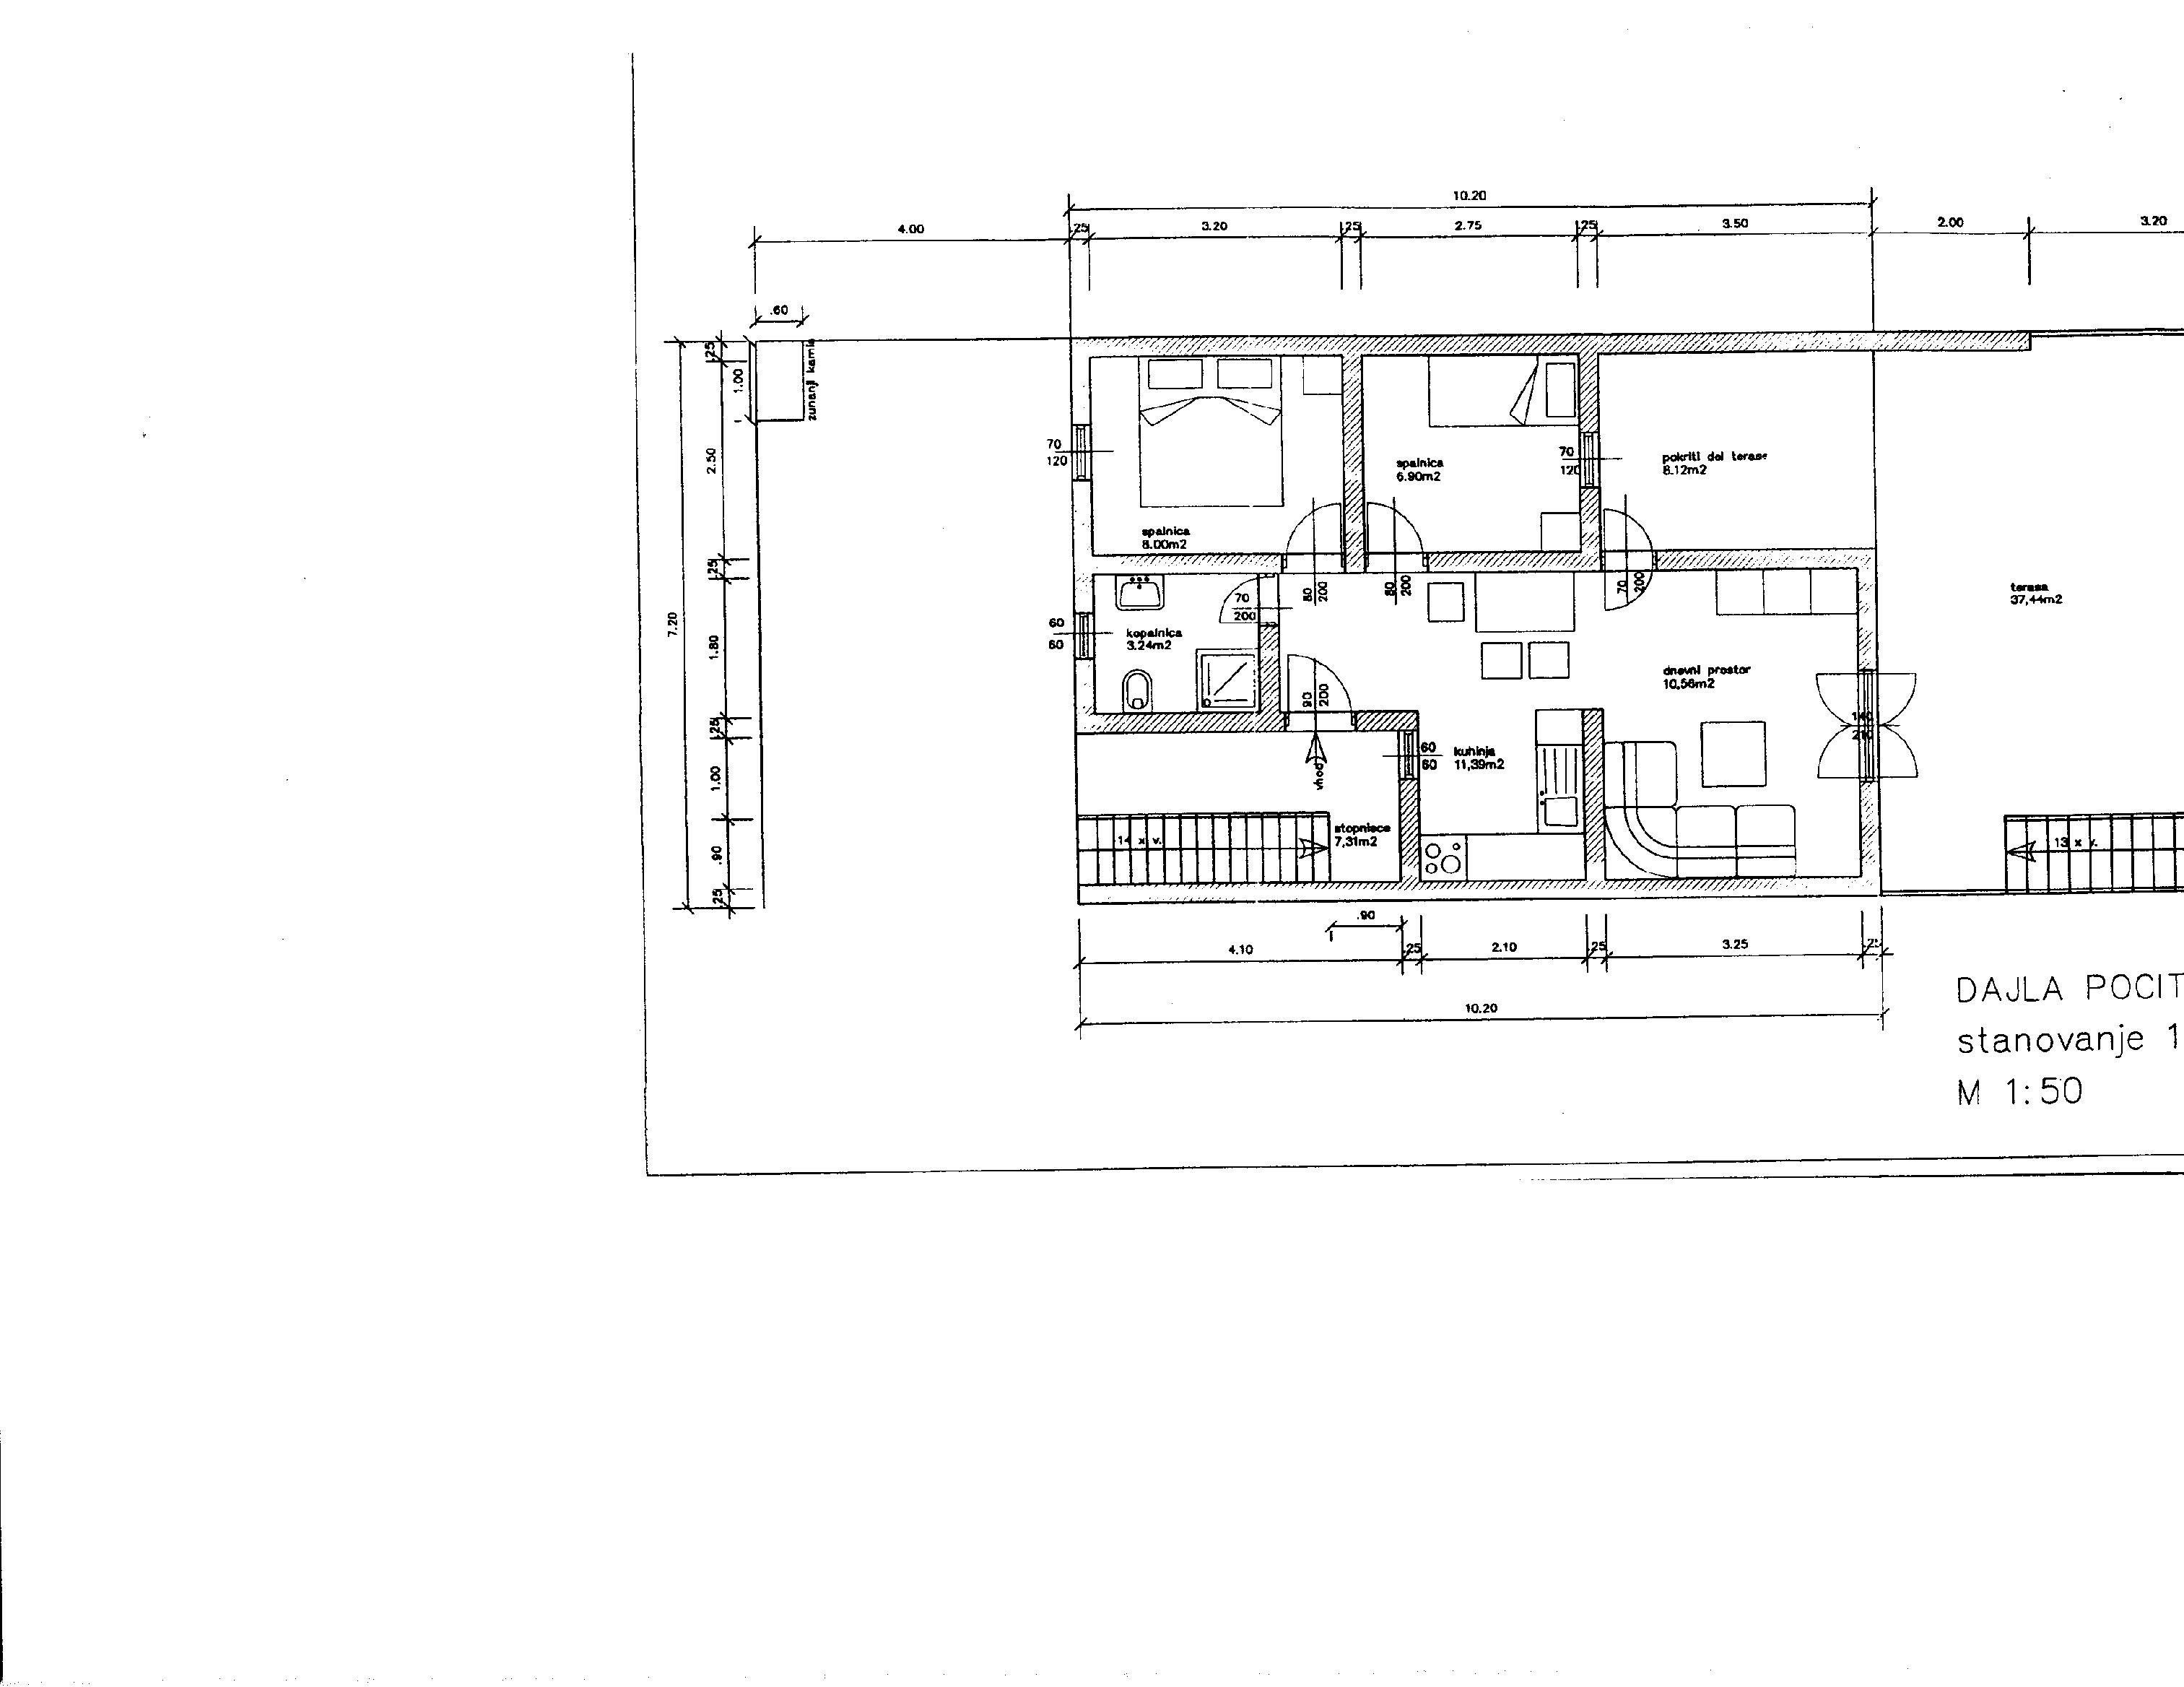 10.20
4.00
.25
3.20
.25
2.75
.25
3.50
2.00
3.20
.60
.25
1.00
zunanji kamin
2.50
.25
7.20
1.80
.25
1.00
.90
.25
70
120
spalnica
8.00m2
spalnica
6.90m2
70
120
pokriti del terase
8.12m2
80
200
80
200
70
200
70
200
60
60
kopalnica
3.24m2
90
200
vhod
terasa
37,44m2
dnevni prostor
10,56m2
140
210
60
60
kuhinja
11,39m2
stopnisce
7,31m2
14 x v.
13 x v.
.90
4.10
.25
2.10
.25
3.25
.25
10.20
DAJLA POCIT
stanovanje 1
M 1:50